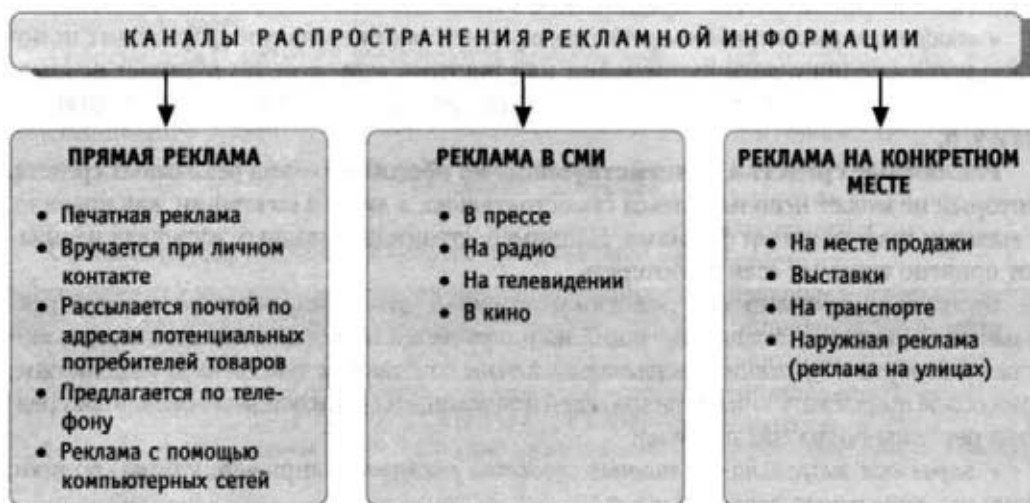 КАНАЛЫ РАСПРОСТРАНЕНИЯ РЕКЛАМНОЙ ИНФОРМАЦИИ
ПРЯМАЯ РЕКЛАМА
• Печатная реклама
• Вручается при личном
контакте
• Рассылается почтой по
адресам потенциальных
потребителей товаров
• Предлагается по теле-
фону
• Реклама с помощью
компьютерных сетей
РЕКЛАМА В СМИ
• В прессе
• На радио
• На телевидении
• В кино
РЕКЛАМА НА КОНКРЕТНОМ
МЕСТЕ
• На месте продажи
• Выставки
• На транспорте
• Наружная реклама
(реклама на улицах)